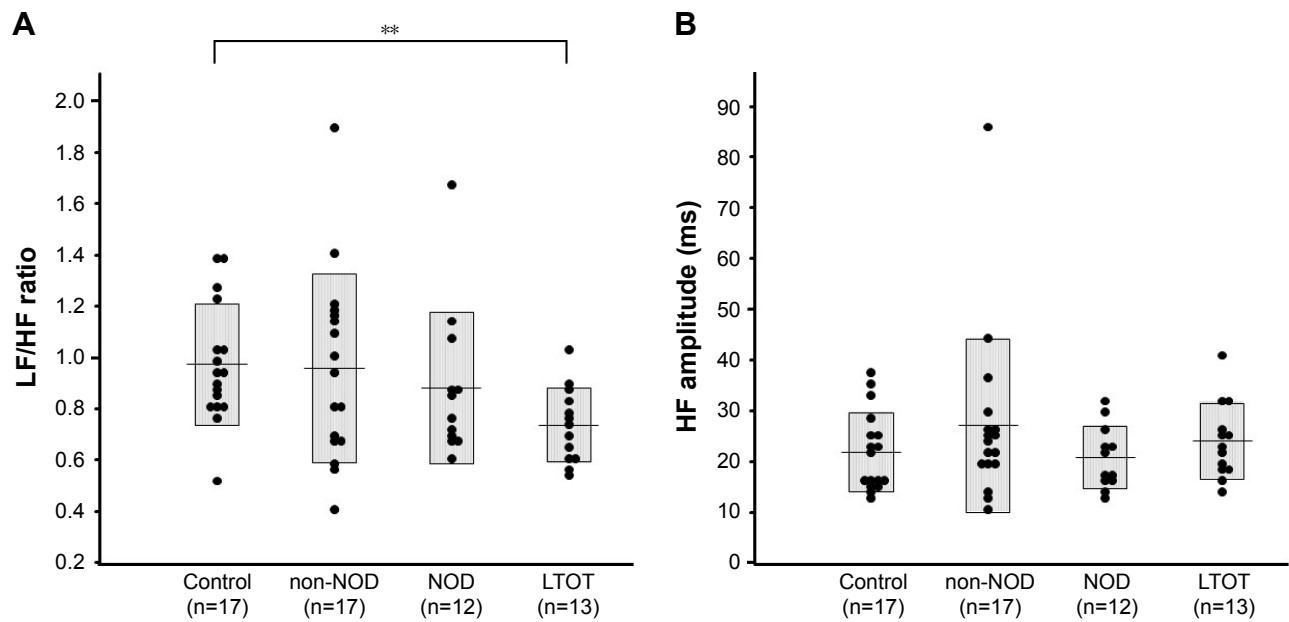 A
**
LF/HF ratio
2.0
1.8
1.6
1.4
1.2
1.0
0.8
0.6
0.4
0.2
Control
(n=17)
non-NOD
(n=17)
NOD
(n=12)
LTOT
(n=13)
B
HF amplitude (ms)
90
80
70
60
50
40
30
20
10
0
Control
(n=17)
non-NOD
(n=17)
NOD
(n=12)
LTOT
(n=13)